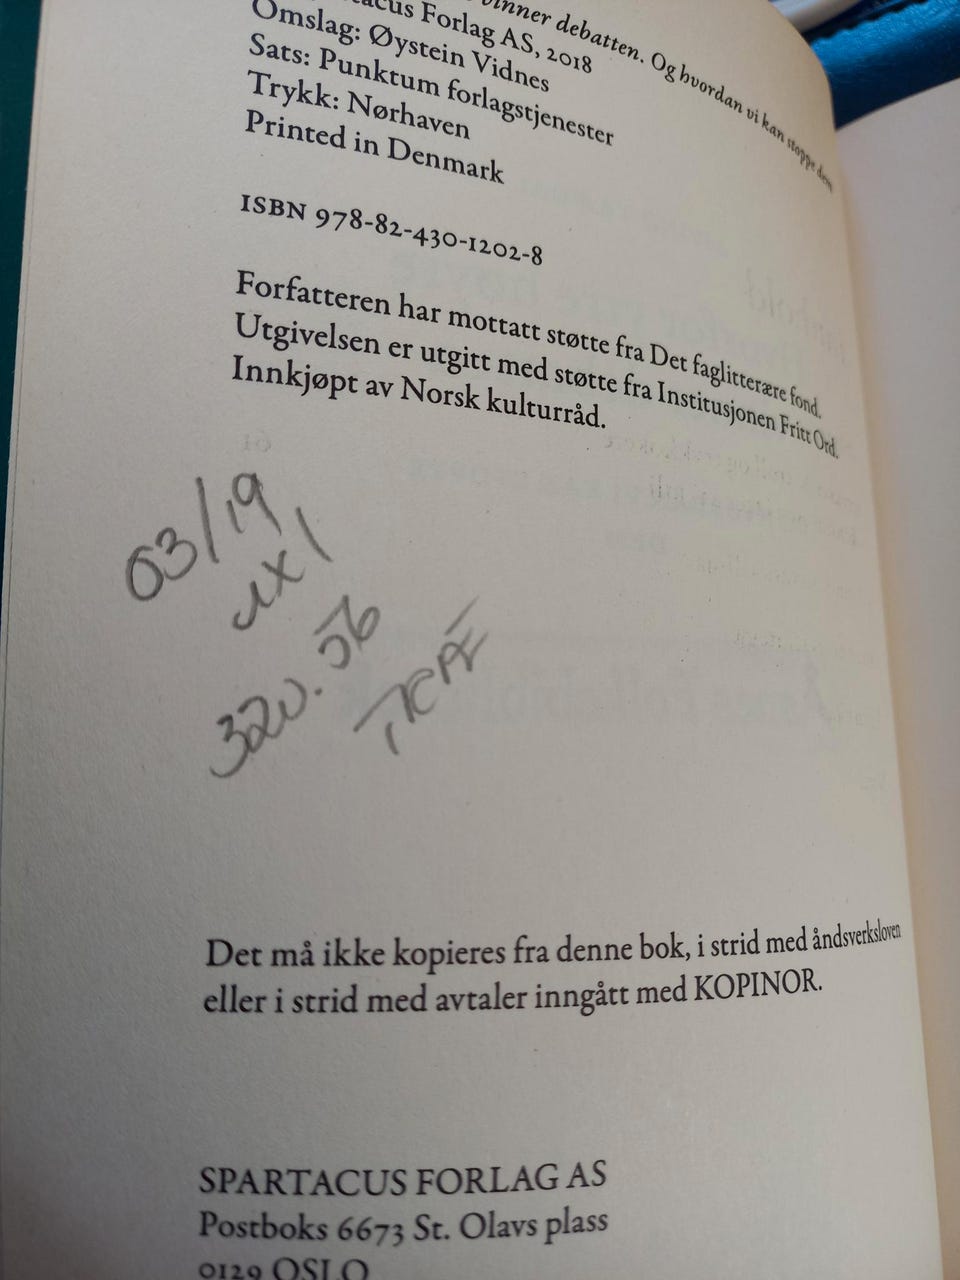 vinner debatten. Og hvordan vi kan stoppe dem
Spartacus Forlag AS, 2018
Omslag: Øystein Vidnes
Sats: Punktum forlagstjenester
Trykk: Nørhaven
Printed in Denmark
ISBN 978-82-430-1202-8
Forfatteren har mottatt støtte fra Det faglitterære fond.
Utgivelsen er utgitt med støtte fra Institusjonen Fritt Ord.
Innkjøpt av Norsk kulturråd.
03/19
320.56
Det må ikke kopieres fra denne bok, i strid med åndsverksloven
eller i strid med avtaler inngått med KOPINOR.
SPARTACUS FORLAG AS
Postboks 6673 St. Olavs plass
0129 OSLO